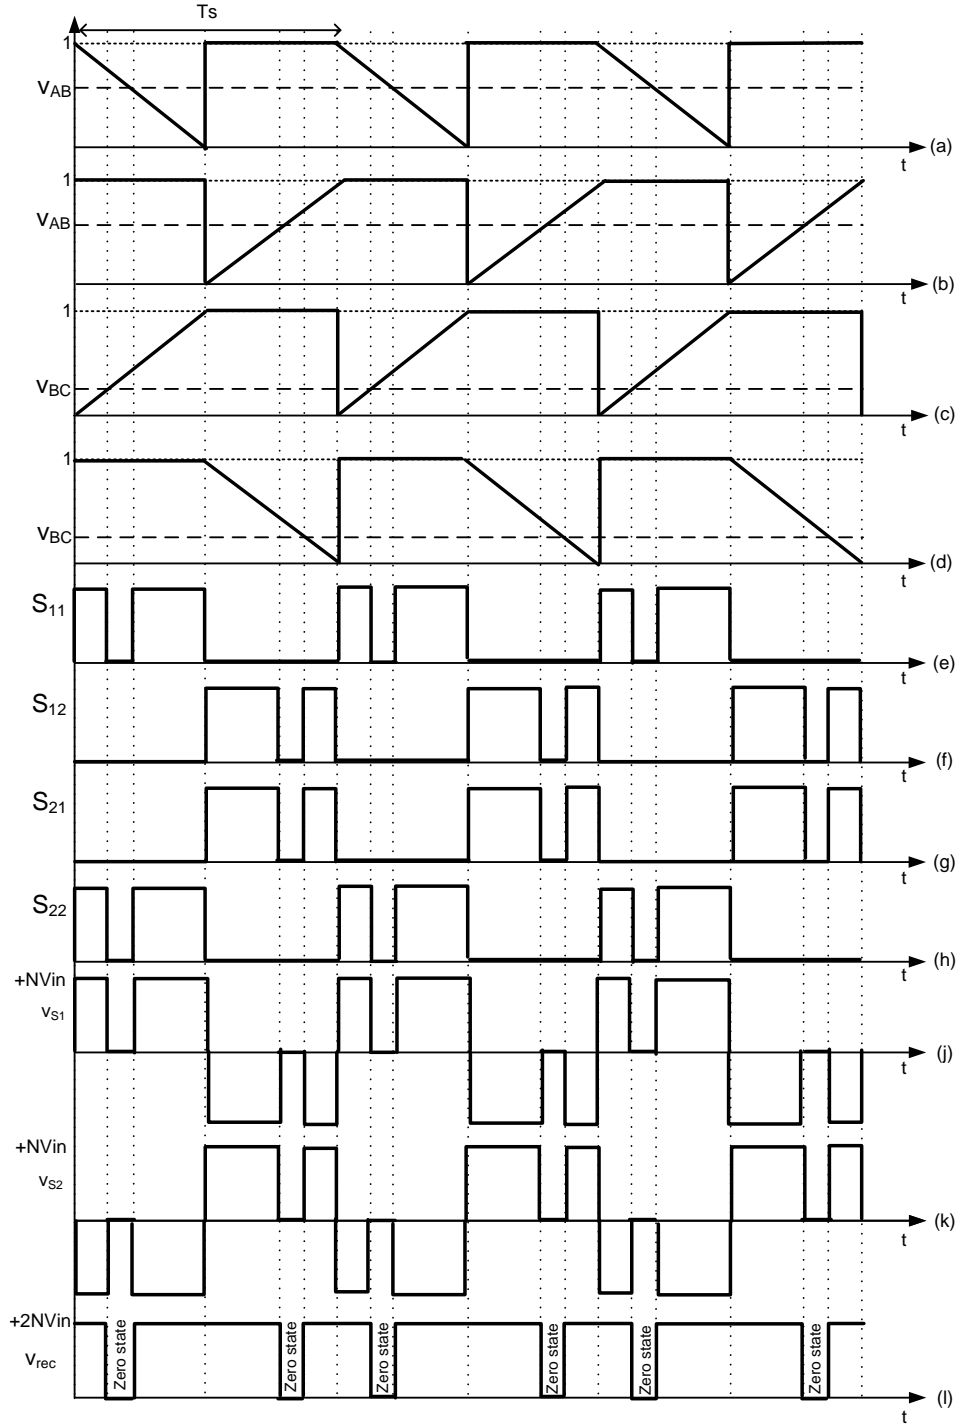 Ts
1
vAB
(a)
t
1
vAB
(b)
t
1
vBC
(c)
t
1
vBC
(d)
t
S11
(e)
t
S12
(f)
t
S21
(g)
t
S22
(h)
t
+NVin
vS1
(j)
t
+NVin
vS2
(k)
t
+2NVin
vrec
Zero state
Zero state
Zero state
Zero state
Zero state
Zero state
(l)
t